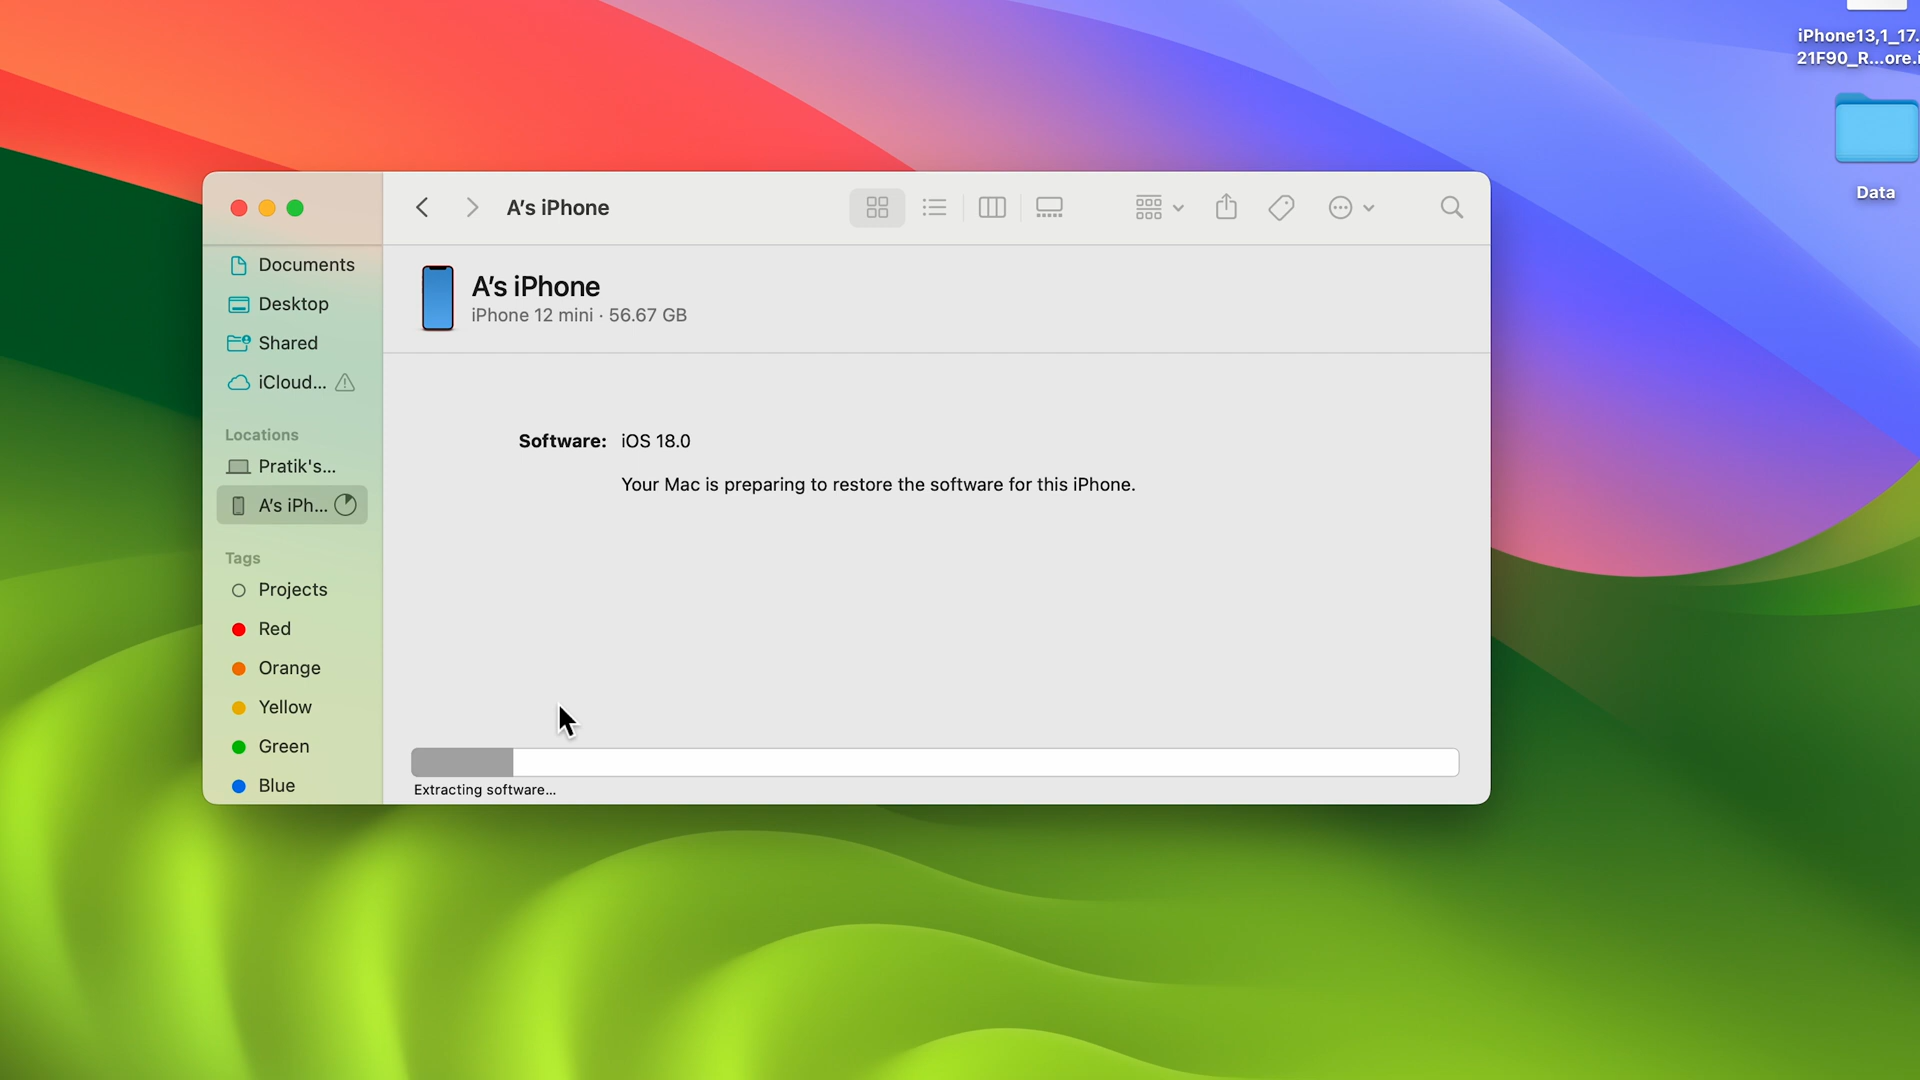 iPhone13,1_17.
21F90_R...ore.i
Data
A’s iPhone
Documents
Desktop
Shared
iCloud...
Locations
Pratik's...
A’s iPh...
Tags
Projects
Red
Orange
Yellow
Green
Blue
A’s iPhone
iPhone 12 mini · 56.67 GB
Software: iOS 18.0
Your Mac is preparing to restore the software for this iPhone.
Extracting software...